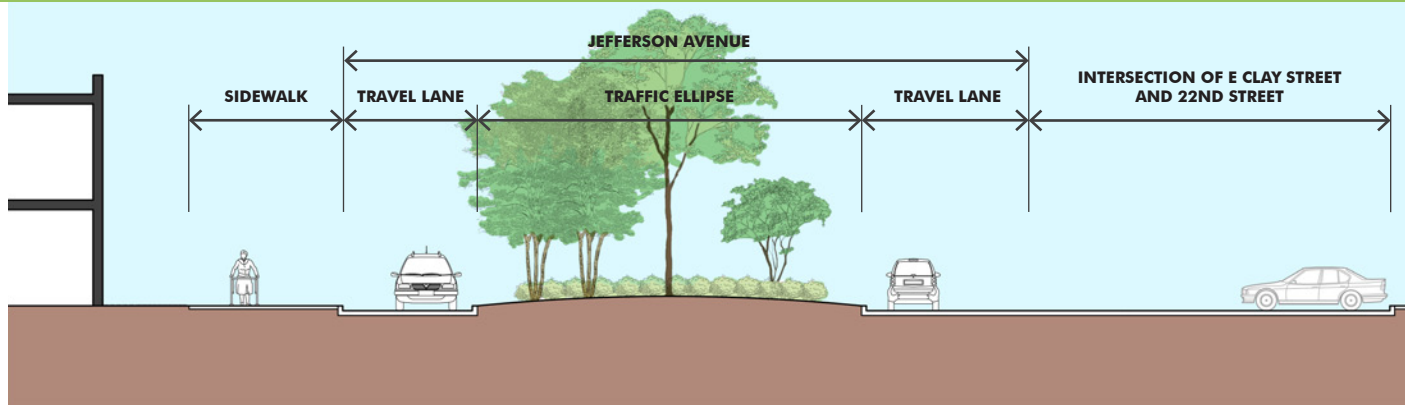 JEFFERSON AVENUE
SIDEWALK
TRAVEL LANE
TRAFFIC ELLIPSE
TRAVEL LANE
INTERSECTION OF E CLAY STREET
AND 22ND STREET